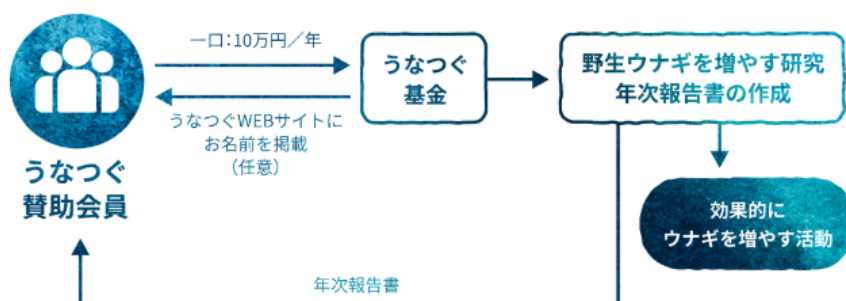 一口：10万円／年
うなつぐWEBサイトに
お名前を掲載
（任意）
うなつぐ
賛助会員
うなつぐ
基金
野生ウナギを増やす研究
年次報告書の作成
効果的に
ウナギを増やす活動
年次報告書